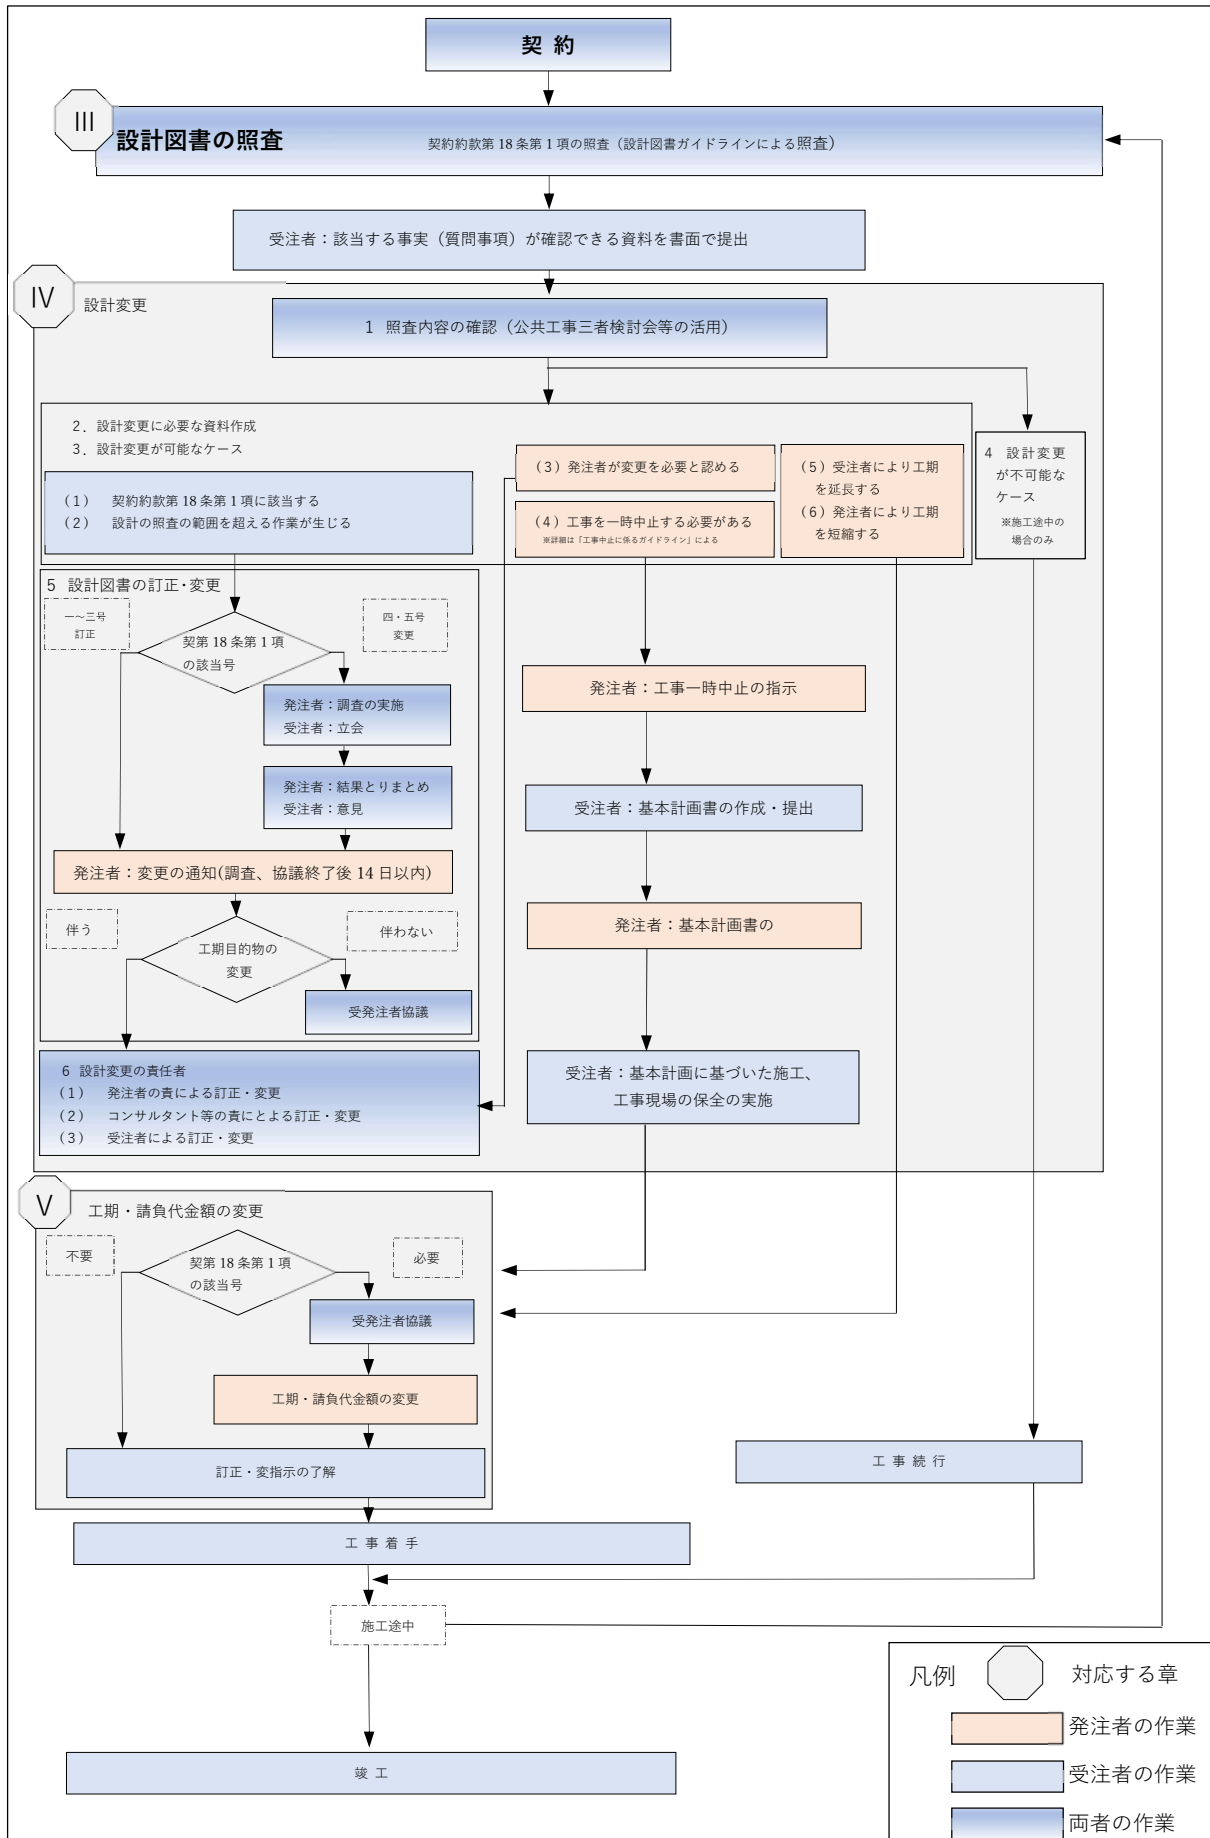 契 約
III
設計図書の照査
契約約款第 18 条第 1 項の照査（設計図書ガイドラインによる照査）
受注者：該当する事実（質問事項）が確認できる資料を書面で提出
IV
設計変更
1 照査内容の確認（公共工事三者検討会等の活用）
2．設計変更に必要な資料作成
3．設計変更が可能なケース
（1） 契約約款第 18 条第 1 項に該当する
（2） 設計の照査の範囲を超える作業が生じる
（3）発注者が変更を必要と認める
（4）工事を一時中止する必要がある
※詳細は「工事中止に係るガイドライン」による
（5）受注者により工期
を延長する
（6）発注者により工期
を短縮する
4 設計変更
が不可能な
ケース
※施工途中の
場合のみ
5 設計図書の訂正・変更
一～三号
訂正
契第 18 条第 1 項
の該当号
四・五号
変更
発注者：調査の実施
受注者：立会
発注者：結果とりまとめ
受注者：意見
発注者：変更の通知(調査、協議終了後 14 日以内)
伴う
工期目的物の
変更
伴わない
受発注者協議
発注者：工事一時中止の指示
受注者：基本計画書の作成・提出
発注者：基本計画書の
受注者：基本計画に基づいた施工、
工事現場の保全の実施
6 設計変更の責任者
（1） 発注者の責による訂正・変更
（2） コンサルタント等の責にとよる訂正・変更
（3） 受注者による訂正・変更
V
工期・請負代金額の変更
不要
契第 18 条第 1 項
の該当号
必要
受発注者協議
工期・請負代金額の変更
訂正・変指示の了解
工 事 続 行
工 事 着 手
施工途中
竣 工
凡例
対応する章
発注者の作業
受注者の作業
両者の作業